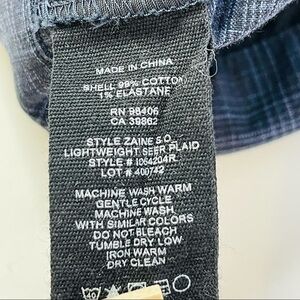 MADE IN CHINA
SHELL 99% COTTON
1% ELASTANE
RN 98406
CA 39862
STYLE ZAINE S.O.
LIGHTWEIGHT SEER PLAID
STYLE # 1064204R
LOT # 400742
MACHINE WASH WARM
GENTLE CYCLE
MACHINE WASH
WITH SIMILAR COLORS
DO NOT BLEACH
TUMBLE DRY LOW
IRON WARM
DRY CLEAN
40